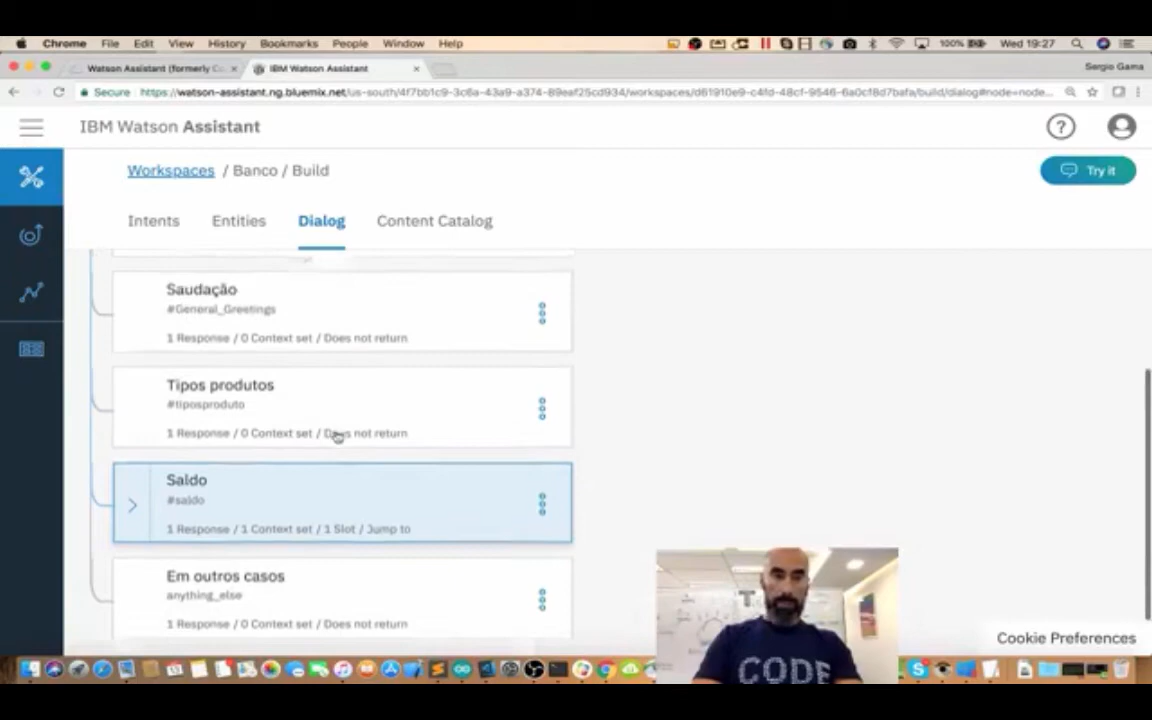 Chrome File Edit View History Bookmarks People Window Help 100% Wed 19:27
Watson Assistant (formerly Co × IBM Watson Assistant × Sergio Gama
Secure https://watson-assistant.ng.bluemix.net/us-south/4f7bb1c9-3c6a-43a9-a374-89eaf25cd934/workspaces/d61910e9-c4fd-48cf-9546-6a0cf8d7bafa/build/dialog#node=node...
IBM Watson Assistant
Workspaces / Banco / Build
Try it
Intents Entities Dialog Content Catalog
Saudação
#General_Greetings
1 Response / 0 Context set / Does not return
Tipos produtos
#tiposproduto
1 Response / 0 Context set / Does not return
Saldo
#saldo
1 Response / 1 Context set / 1 Slot / Jump to
Em outros casos
anything_else
1 Response / 0 Context set / Does not return
CODE
Cookie Preferences